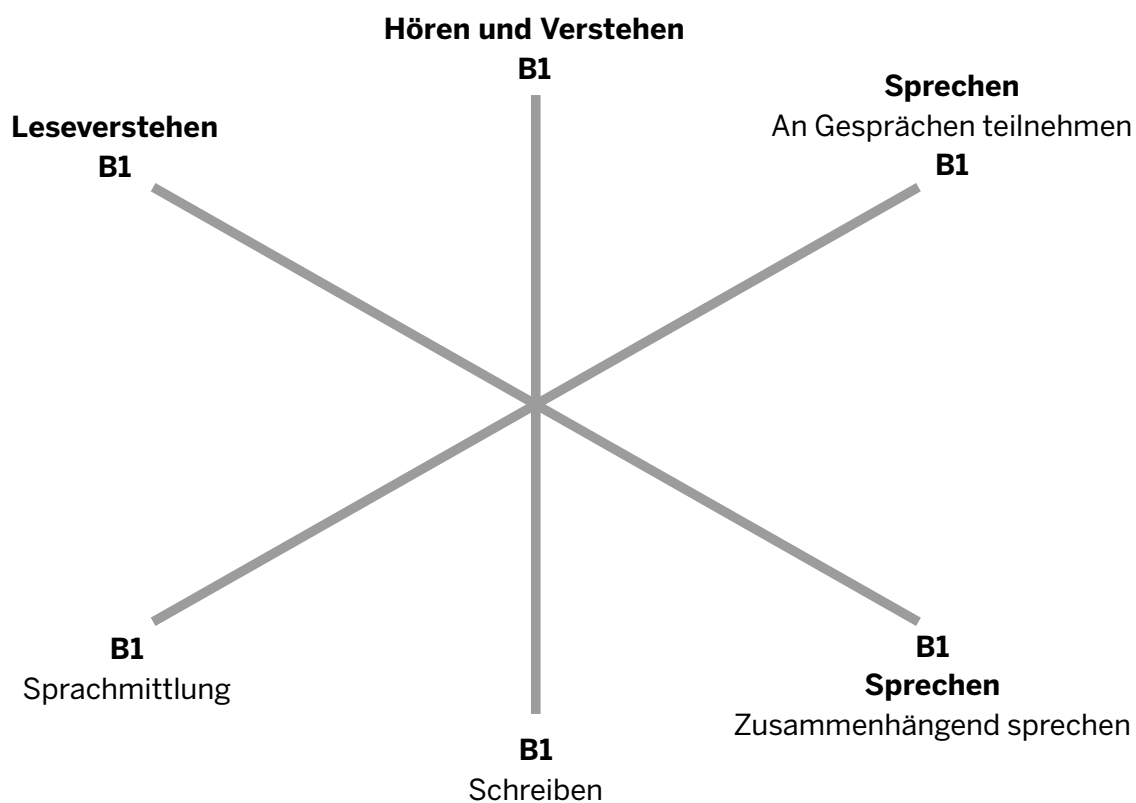 Hören und Verstehen
B1
Sprechen
An Gesprächen teilnehmen
B1
Leseverstehen
B1
B1
Sprachmittlung
B1
Sprechen
Zusammenhängend sprechen
B1
Schreiben